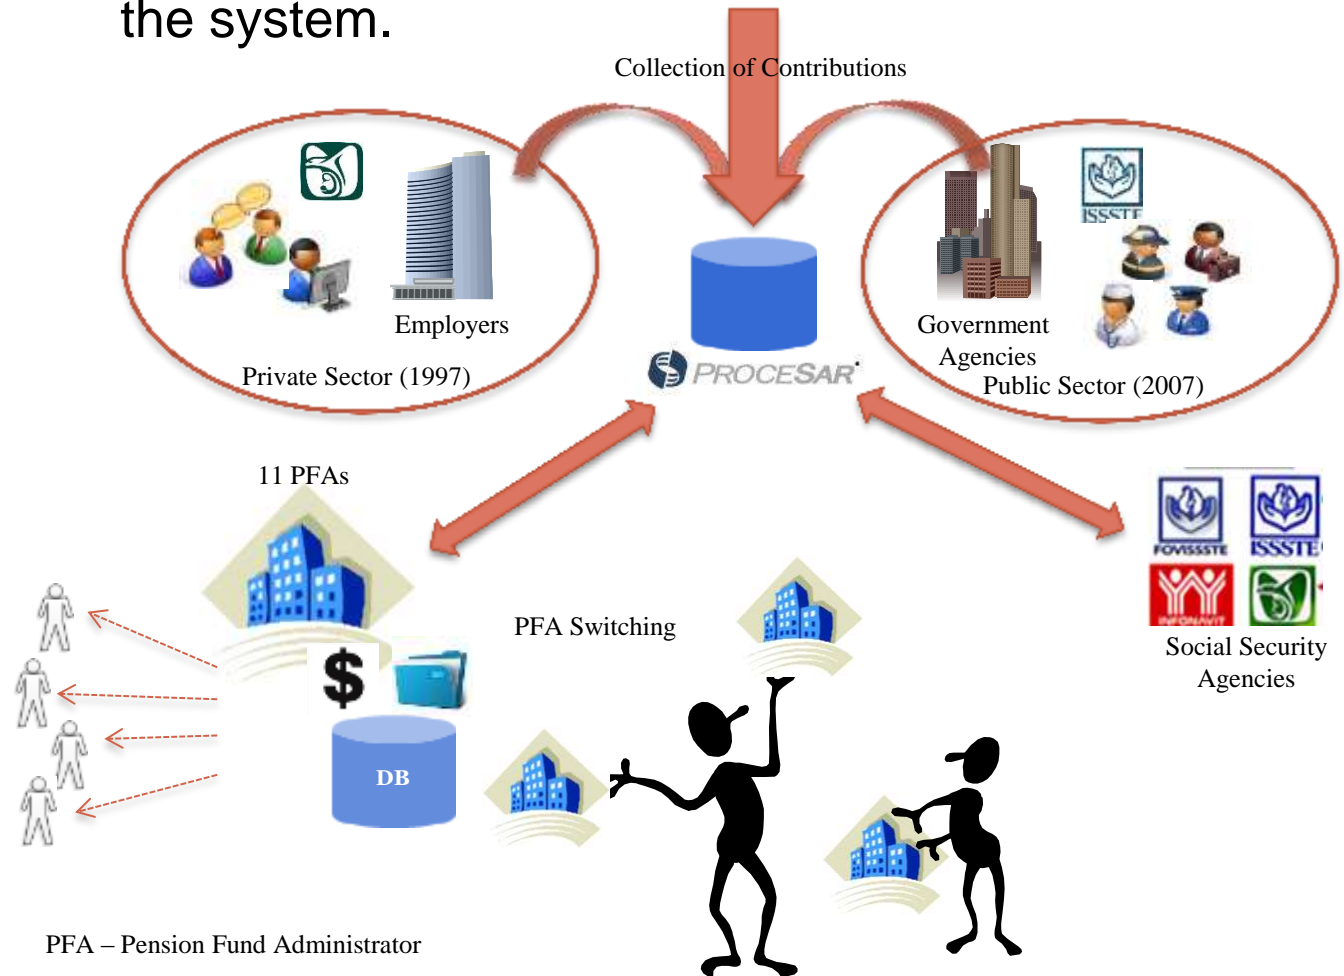 the system.
Collection of Contributions
ISSSTE
Employers
Government
Agencies
Private Sector (1997)
PROCESAR
Public Sector (2007)
11 PFAs
FOVISSSTE
ISSSTE
INFONAVIT
PFA Switching
Social Security
Agencies
$
DB
PFA – Pension Fund Administrator